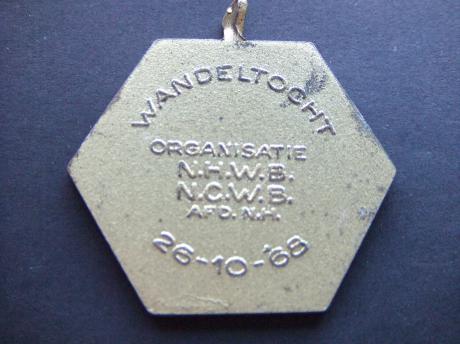 WANDELTOCHT
ORGANISATIE
N.H.W.B.
N.C.W.B.
AFD. N.H.
26-10-'68